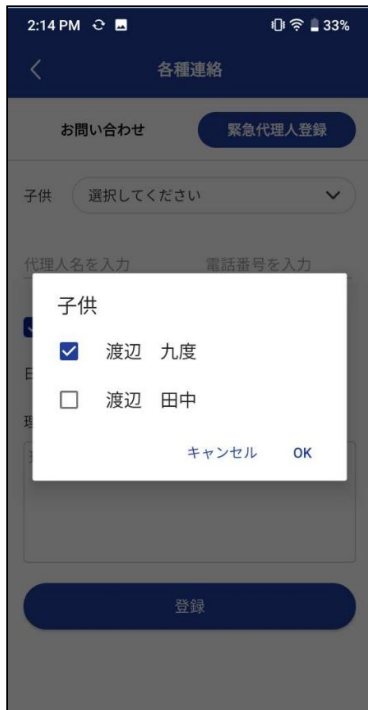 2:14 PM 33%
各種連絡
お問い合わせ 緊急代理人登録
子供 選択してください
代理人名を入力 電話番号を入力
子供
渡辺 九度
渡辺 田中
キャンセル OK
登録